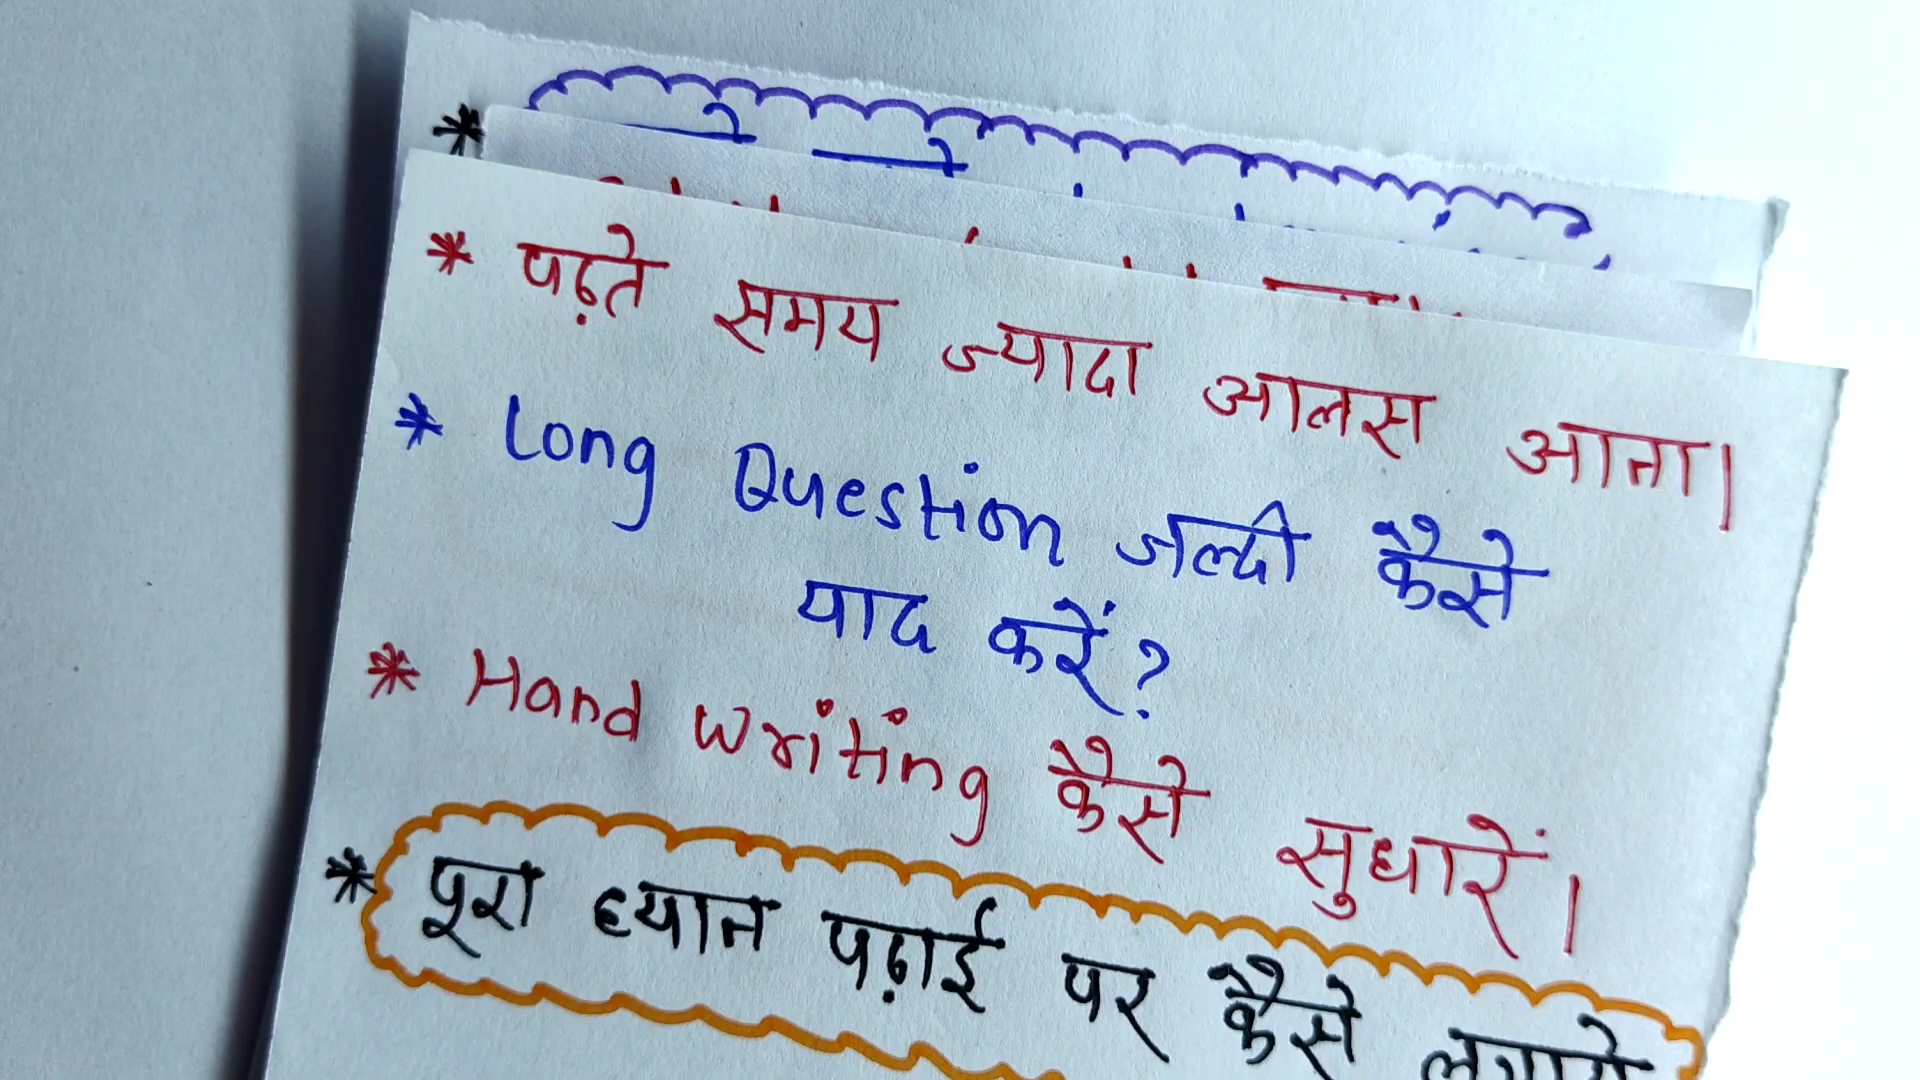 * पढ़ते समय ज्यादा आलस आना।
* Long Question जल्दी कैसे
याद करें?
* Hand writing कैसे सुधारें।
* पूरा ध्यान पढ़ाई पर कैसे